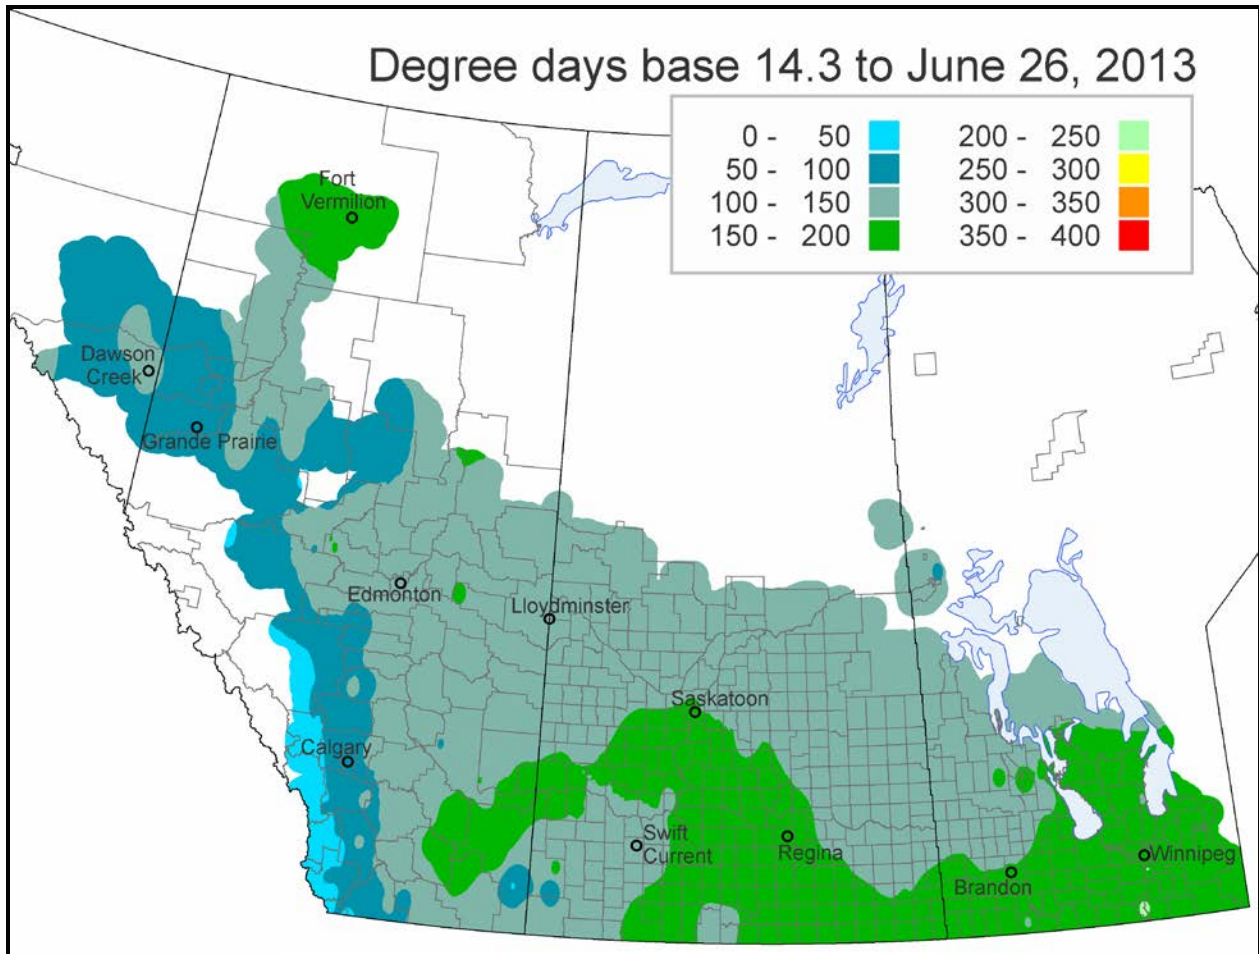 Degree days base 14.3 to June 26, 2013
0 - 50
50 - 100
100 - 150
150 - 200
200 - 250
250 - 300
300 - 350
350 - 400
Fort
Vermilion
Dawson
Creek
Grande Prairie
Edmonton
Lloydminster
Saskatoon
Calgary
Swift
Current
Regina
Brandon
Winnipeg